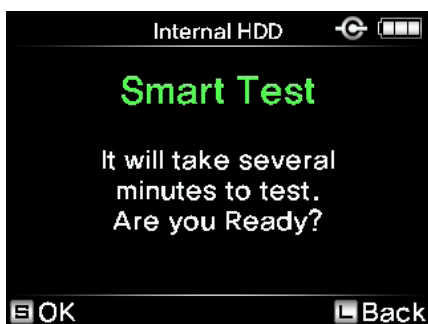 Internal HDD
Smart Test
It will take several
minutes to test.
Are you Ready?
S OK
L Back